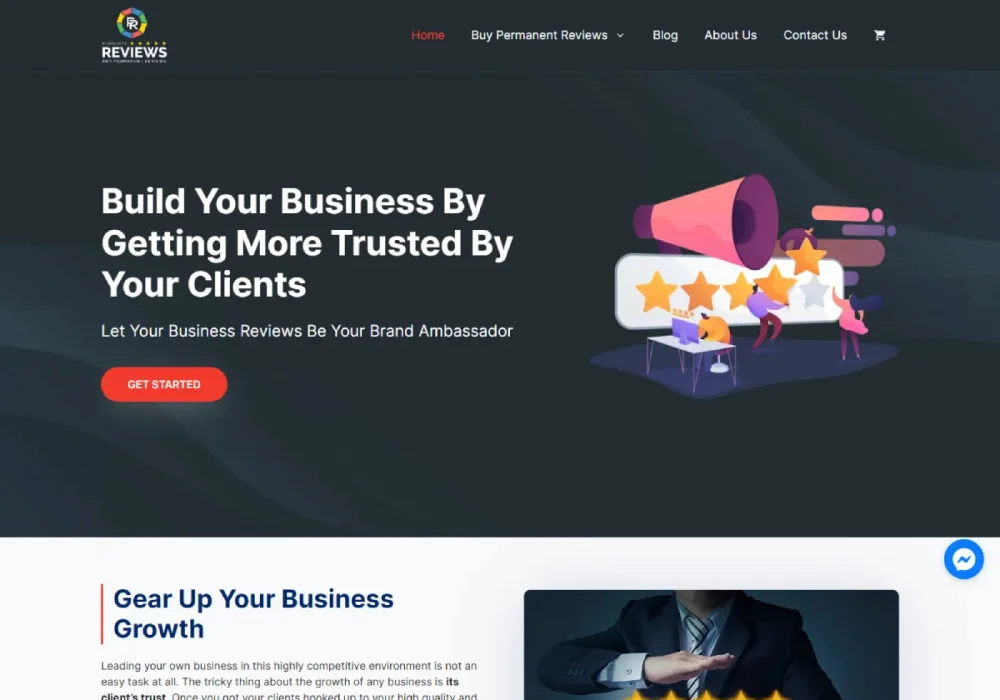 REVIEWS
Home
Buy Permanent Reviews
Blog
About Us
Contact Us
Build Your Business By
Getting More Trusted By
Your Clients
Let Your Business Reviews Be Your Brand Ambassador
GET STARTED
Gear Up Your Business
Growth
Leading your own business in this highly competitive environment is not an
easy task at all. The tricky thing about the growth of any business is its
client's trust. Once you got your clients hooked up to your high quality and